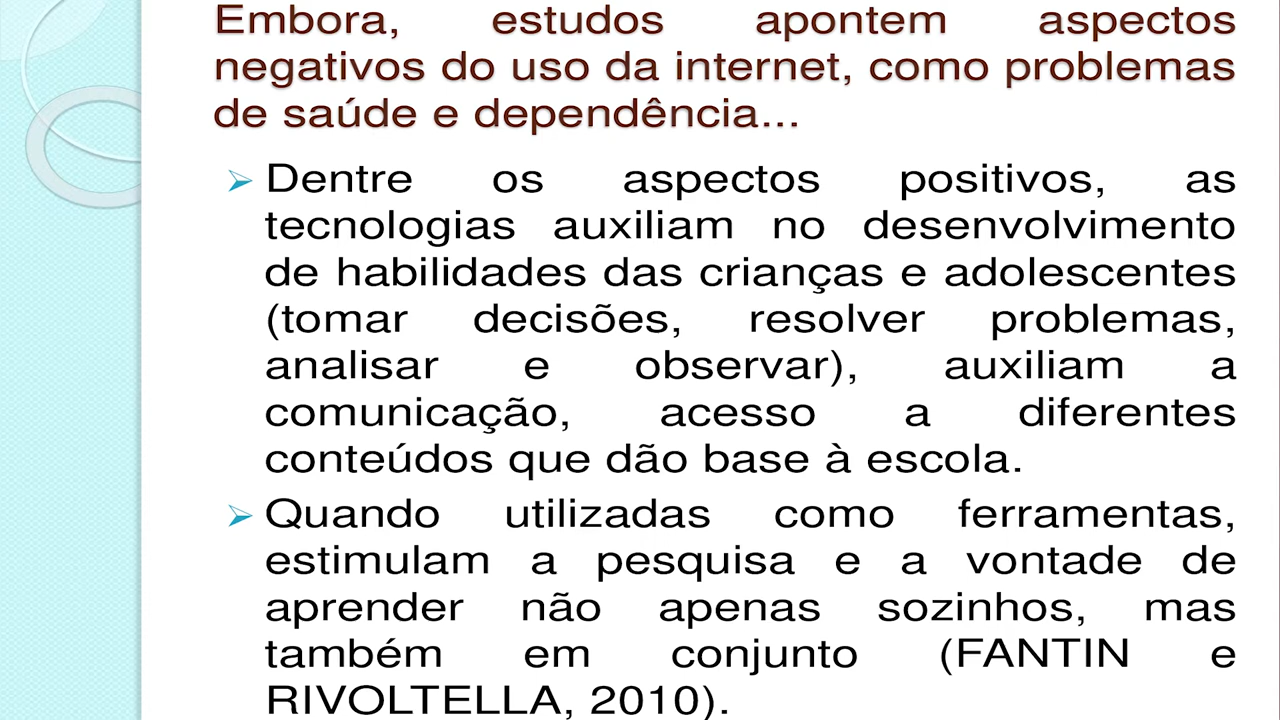 Embora, estudos apontem aspectos
negativos do uso da internet, como problemas
de saúde e dependência...
Dentre os aspectos positivos, as
tecnologias auxiliam no desenvolvimento
de habilidades das crianças e adolescentes
(tomar decisões, resolver problemas,
analisar e observar), auxiliam a
comunicação, acesso a diferentes
conteúdos que dão base à escola.
Quando utilizadas como ferramentas,
estimulam a pesquisa e a vontade de
aprender não apenas sozinhos, mas
também em conjunto (FANTIN e
RIVOLTELLA, 2010).